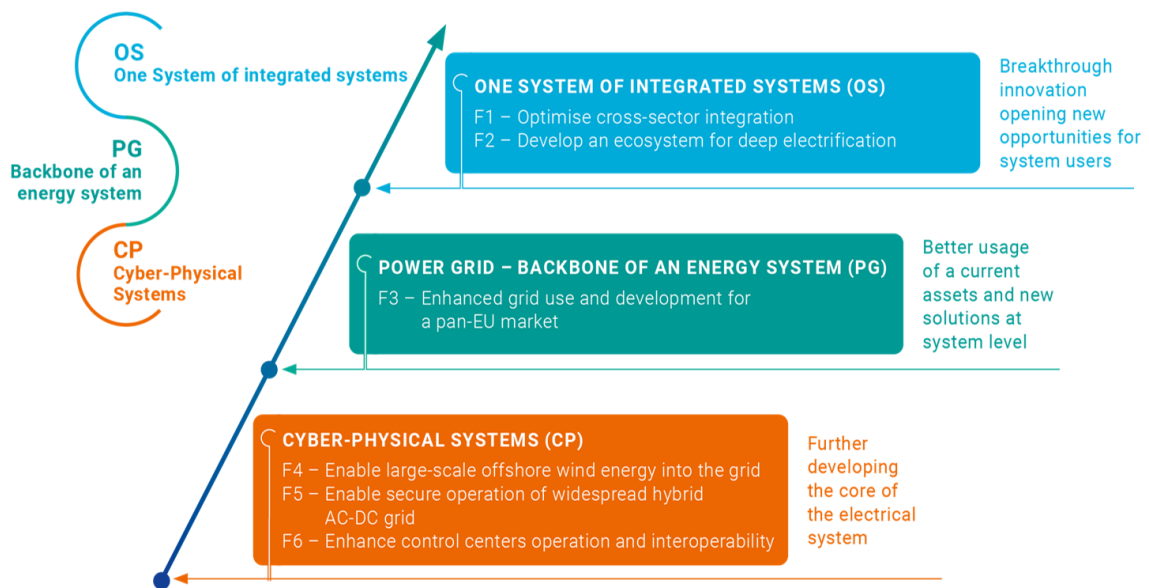 OS
One System of integrated systems
PG
Backbone of an
energy system
CP
Cyber-Physical
Systems
ONE SYSTEM OF INTEGRATED SYSTEMS (OS)
F1 – Optimise cross-sector integration
F2 – Develop an ecosystem for deep electrification
Breakthrough
innovation
opening new
opportunities for
system users
POWER GRID – BACKBONE OF AN ENERGY SYSTEM (PG)
F3 – Enhanced grid use and development for
a pan-EU market
Better usage
of a current
assets and new
solutions at
system level
CYBER-PHYSICAL SYSTEMS (CP)
F4 – Enable large-scale offshore wind energy into the grid
F5 – Enable secure operation of widespread hybrid
AC-DC grid
F6 – Enhance control centers operation and interoperability
Further
developing
the core of
the electrical
system